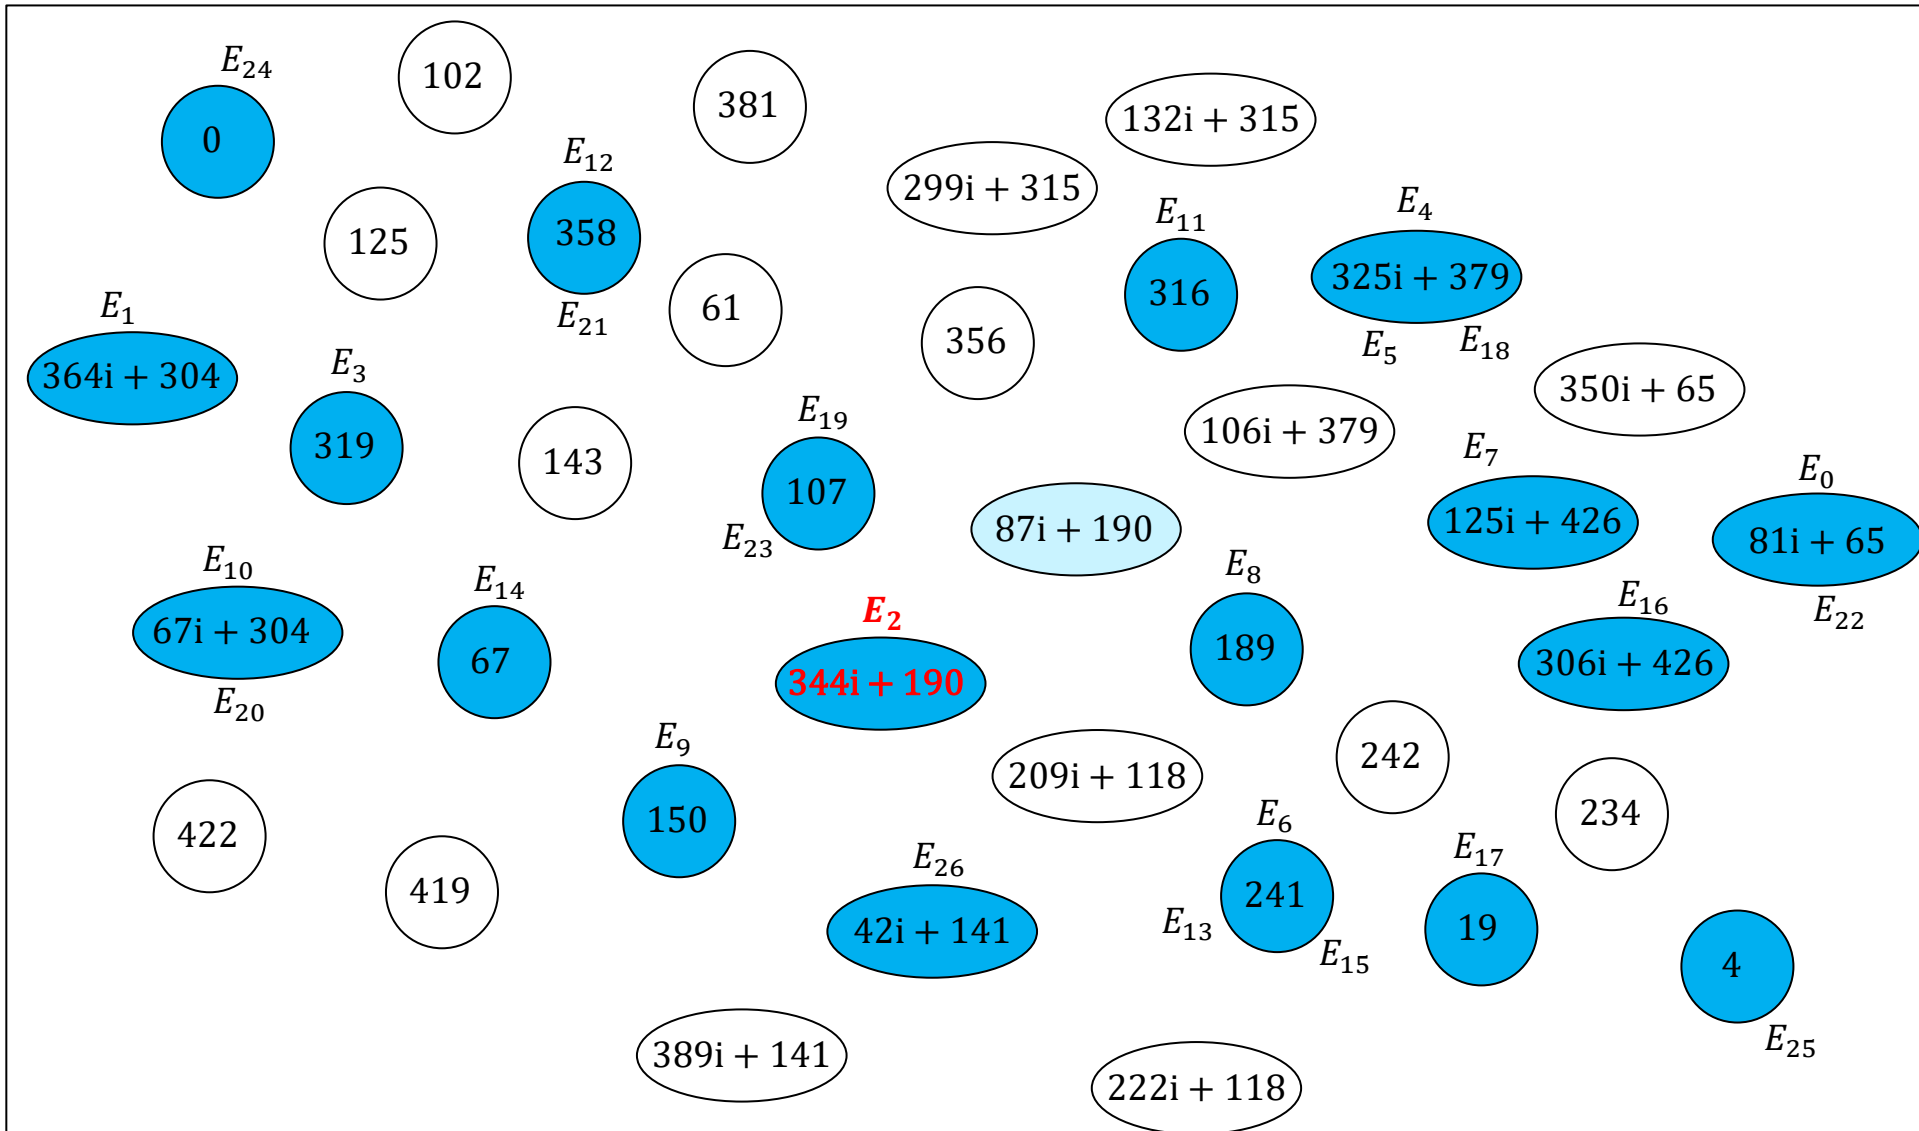 E₂₄
102
381
132i + 315
0
E₁₂
299i + 315
125
358
E₁₁
E₄
E₂₁
61
316
325i + 379
E₁
356
E₅
E₁₈
364i + 304
E₃
350i + 65
319
E₁₉
106i + 379
143
107
E₇
E₀
E₂₃
87i + 190
125i + 426
81i + 65
E₁₀
E₁₄
E₂
E₈
E₁₆
E₂₂
67i + 304
67
344i + 190
189
306i + 426
E₂₀
E₉
209i + 118
242
422
150
E₆
234
419
E₂₆
E₁₃
241
E₁₇
42i + 141
E₁₅
19
4
389i + 141
E₂₅
222i + 118